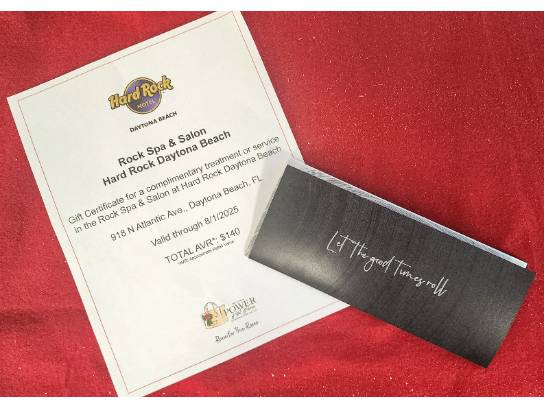 Hard Rock
HOTEL
DAYTONA BEACH
Rock Spa & Salon
Hard Rock Daytona Beach
Gift Certificate for a complimentary treatment or service
in the Rock Spa & Salon at Hard Rock Daytona Beach
918 N Atlantic Ave., Daytona Beach, FL
Valid through 8/1/2025
TOTAL ARV*: $140
POWER
Let the good times roll